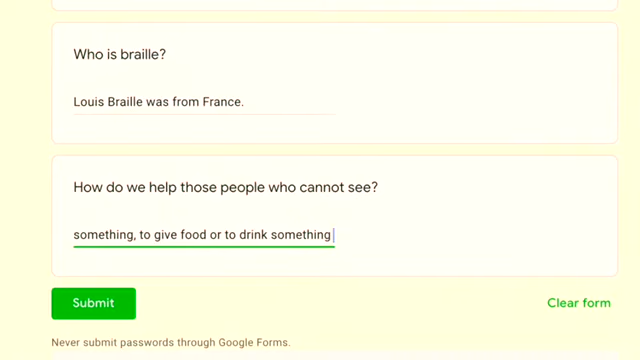 Who is braille?
Louis Braille was from France.
How do we help those people who cannot see?
something, to give food or to drink something
Submit
Clear form
Never submit passwords through Google Forms.